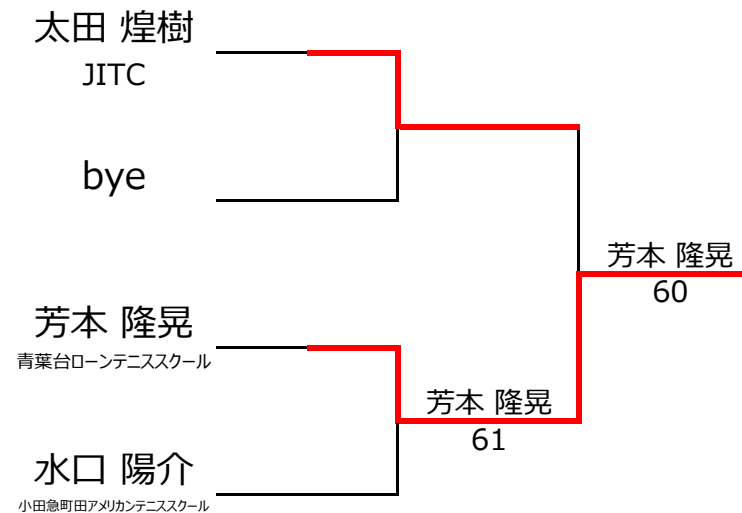 太田 煌樹
JITC
bye
芳本 隆晃
60
芳本 隆晃
青葉台ローンテニススクール
芳本 隆晃
61
水口 陽介
小田急町田アメリカンテニススクール